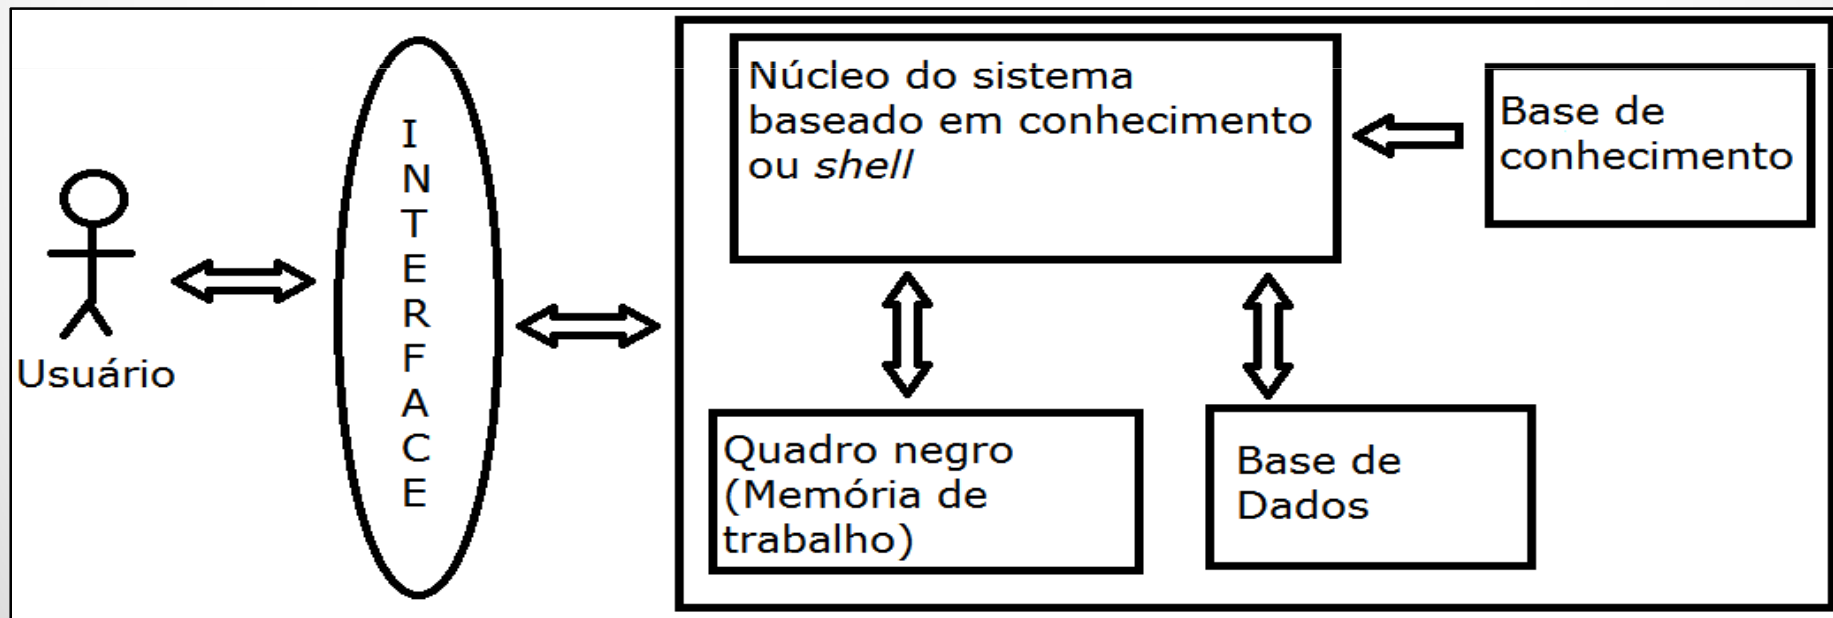 Usuário
INTERFACE
Núcleo do sistema
baseado em conhecimento
ou shell
Base de
conhecimento
Quadro negro
(Memória de
trabalho)
Base de
Dados